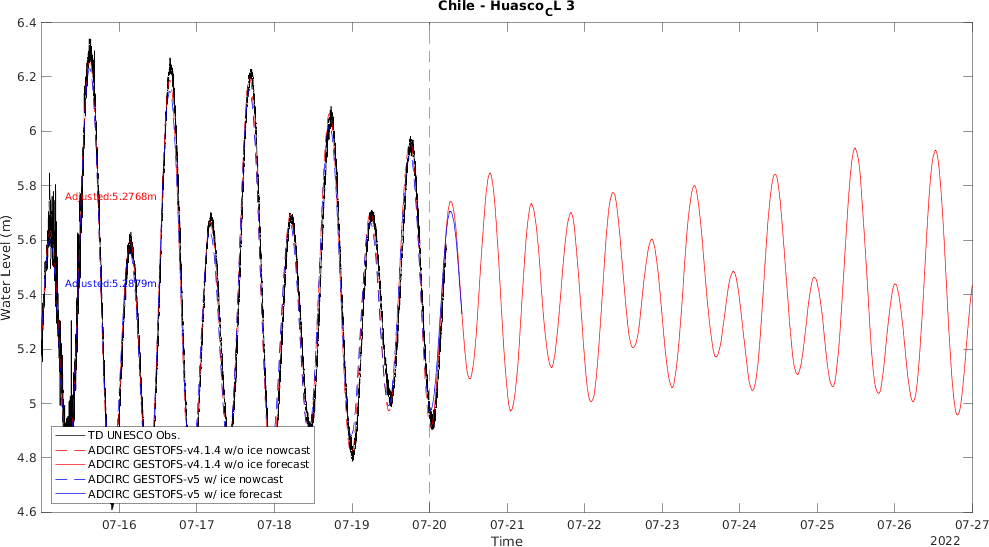 Chile - HuascoCL 3
6.4
6.2
6
5.8
5.6
5.4
5.2
5
4.8
4.6
Water Level (m)
Adjusted:5.2768m
Adjusted:5.2879m
TD UNESCO Obs.
ADCIRC GESTOFS-v4.1.4 w/o ice nowcast
ADCIRC GESTOFS-v4.1.4 w/o ice forecast
ADCIRC GESTOFS-v5 w/ ice nowcast
ADCIRC GESTOFS-v5 w/ ice forecast
07-16 07-17 07-18 07-19 07-20 07-21 07-22 07-23 07-24 07-25 07-26 07-27
Time
2022